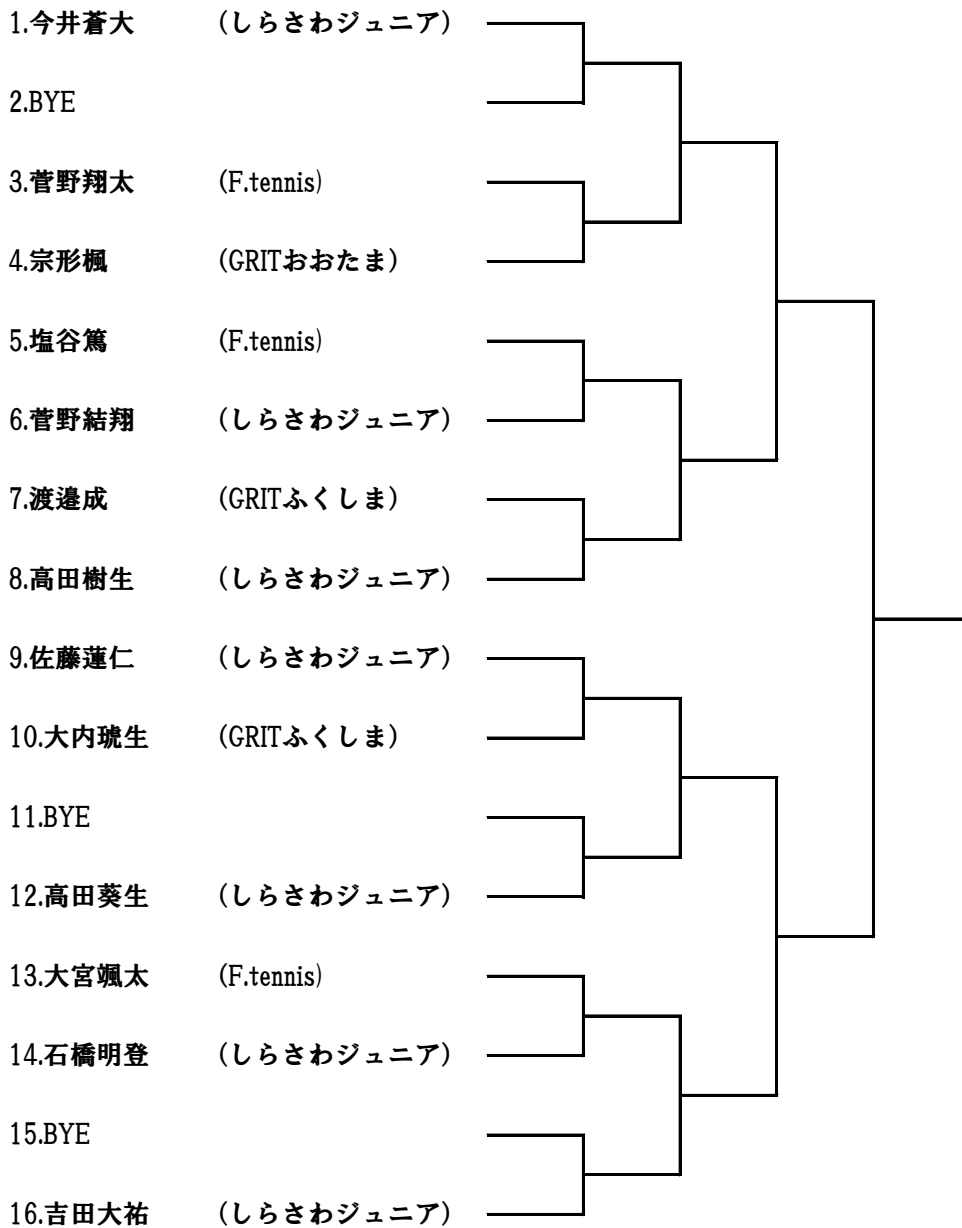 1.今井蒼大 (しらさわジュニア)
2.BYE
3.菅野翔太 (F.tennis)
4.宗形楓 (GRITおおたま)
5.塩谷篤 (F.tennis)
6.菅野結翔 (しらさわジュニア)
7.渡邉成 (GRITふくしま)
8.高田樹生 (しらさわジュニア)
9.佐藤蓮仁 (しらさわジュニア)
10.大内琥生 (GRITふくしま)
11.BYE
12.高田葵生 (しらさわジュニア)
13.大宮颯太 (F.tennis)
14.石橋明登 (しらさわジュニア)
15.BYE
16.吉田大祐 (しらさわジュニア)